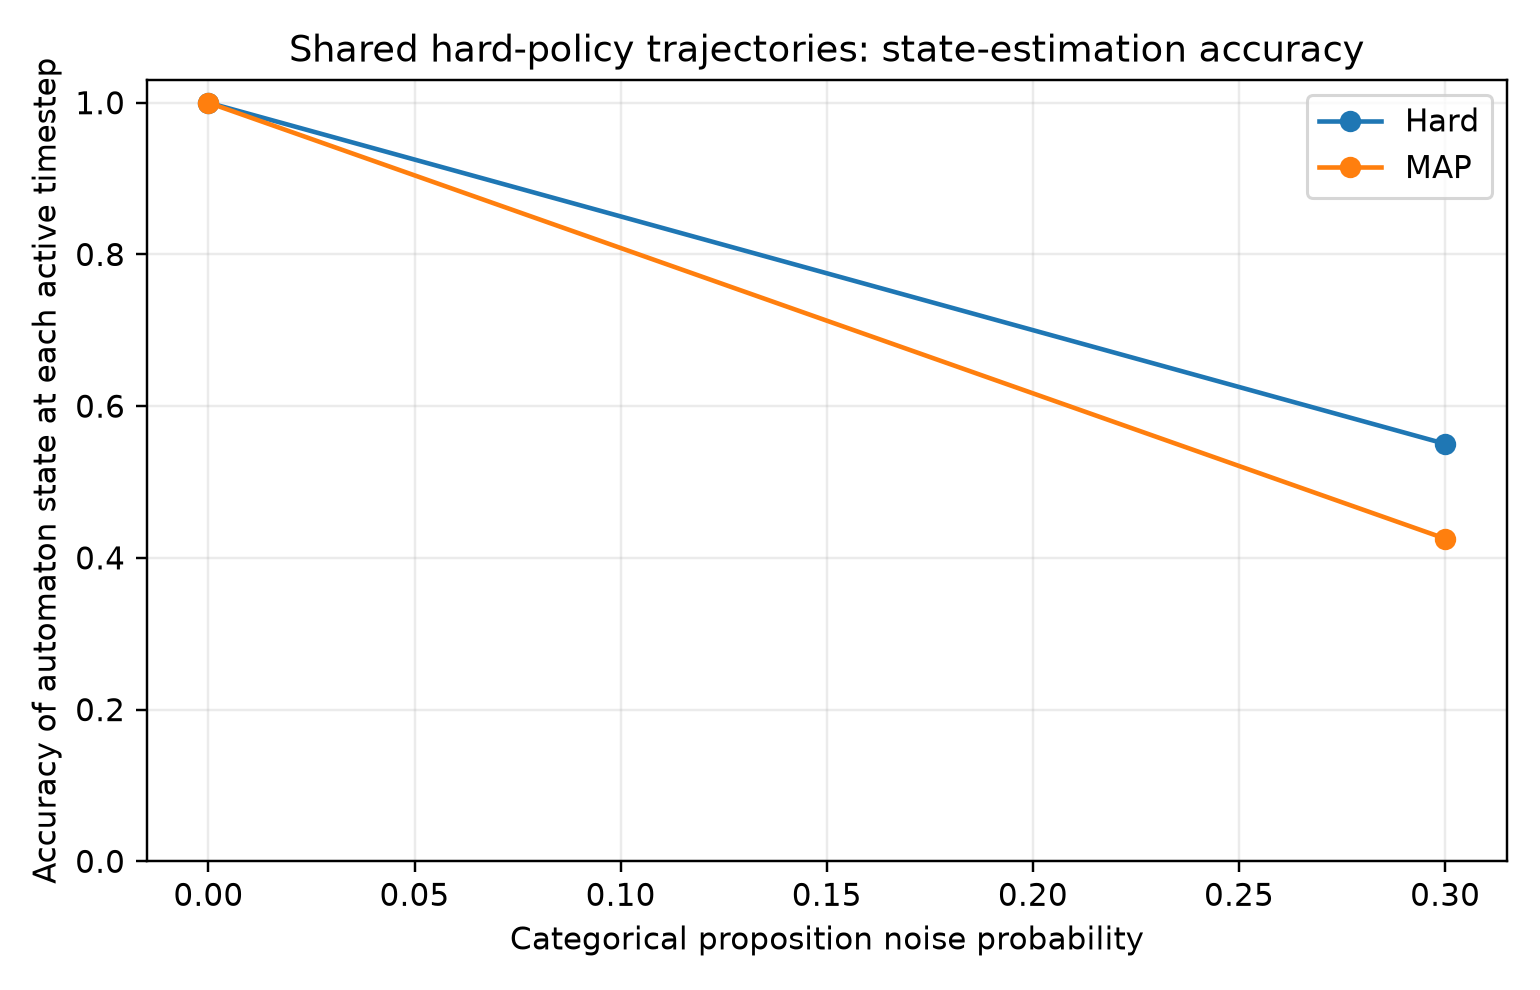 Shared hard-policy trajectories: state-estimation accuracy
Accuracy of automaton state at each active timestep
1.0
0.8
0.6
0.4
0.2
0.0
Hard
MAP
0.00 0.05 0.10 0.15 0.20 0.25 0.30
Categorical proposition noise probability